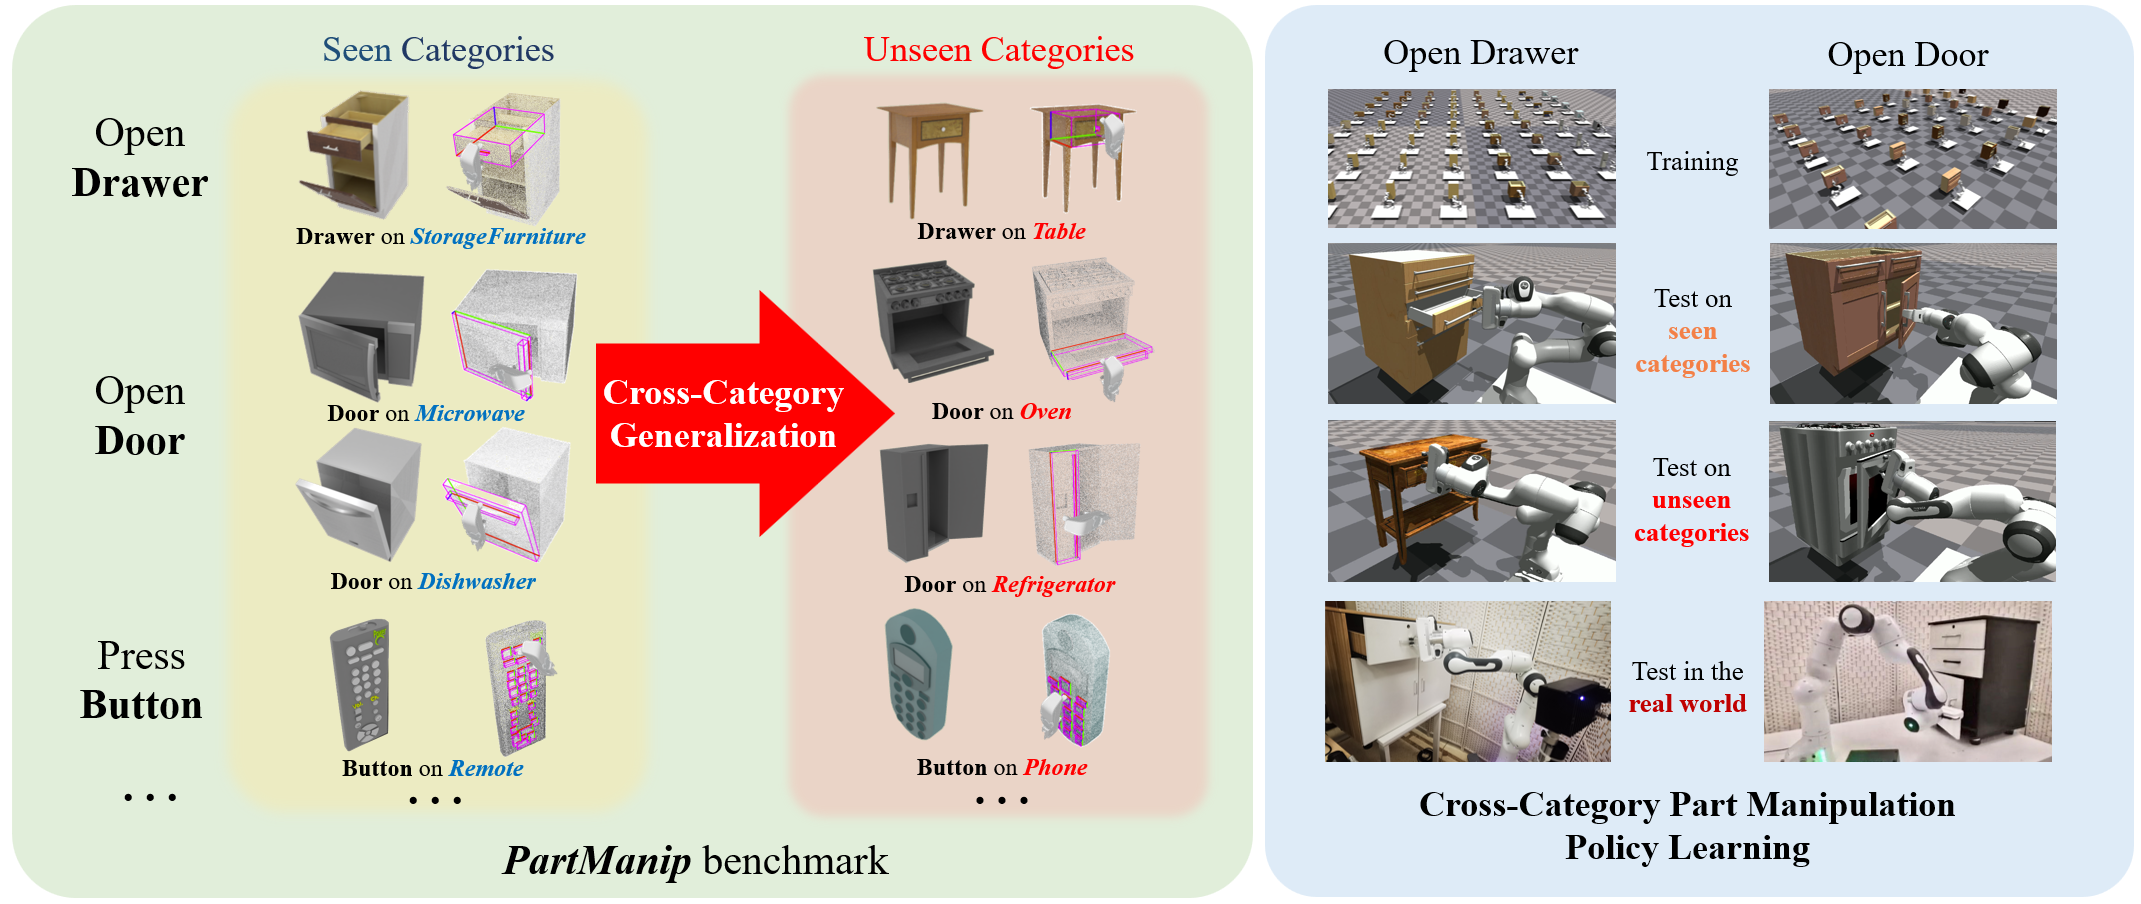 Seen Categories
Unseen Categories
Open
Drawer
Drawer on StorageFurniture
Drawer on Table
Open
Door
Door on Microwave
Door on Oven
Door on Dishwasher
Door on Refrigerator
Cross-Category
Generalization
Press
Button
Button on Remote
Button on Phone
...
...
...
PartManip benchmark
Open Drawer
Open Door
Training
Test on
seen
categories
Test on
unseen
categories
Test in the
real world
Cross-Category Part Manipulation
Policy Learning